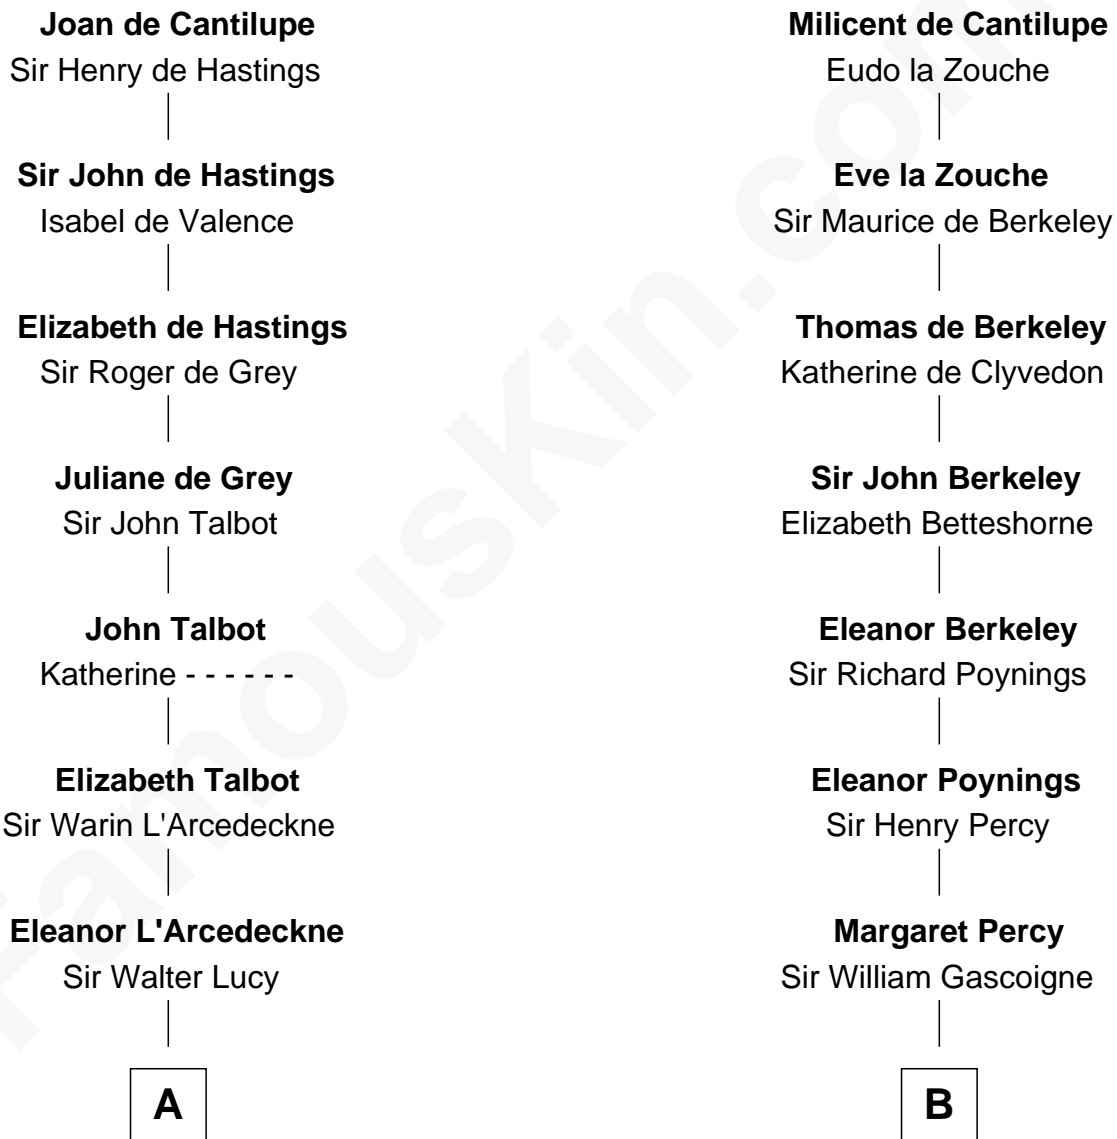 Joan de Cantilupe
Sir Henry de Hastings
Sir John de Hastings
Isabel de Valence
Elizabeth de Hastings
Sir Roger de Grey
Juliane de Grey
Sir John Talbot
John Talbot
Katherine - - - - - -
Elizabeth Talbot
Sir Warin L'Arcedeckne
Eleanor L'Arcedeckne
Sir Walter Lucy
A
Milicent de Cantilupe
Eudo la Zouche
Eve la Zouche
Sir Maurice de Berkeley
Thomas de Berkeley
Katherine de Clyvedon
Sir John Berkeley
Elizabeth Betteshorne
Eleanor Berkeley
Sir Richard Poynings
Eleanor Poynings
Sir Henry Percy
Margaret Percy
Sir William Gascoigne
B
FamousKin.com